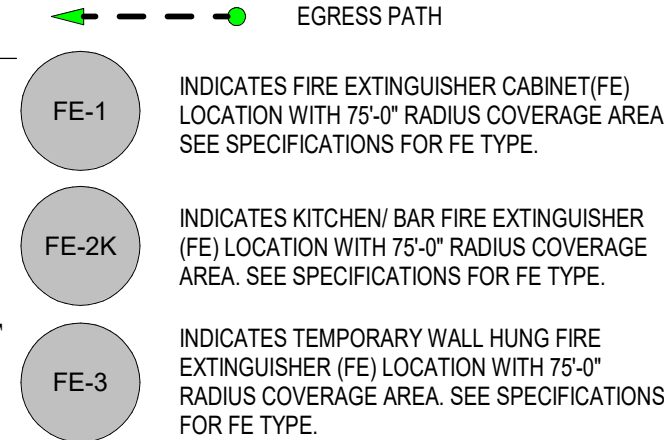 EGRESS PATH
FE-1
INDICATES FIRE EXTINGUISHER CABINET(FE)
LOCATION WITH 75'-0" RADIUS COVERAGE AREA
SEE SPECIFICATIONS FOR FE TYPE.
FE-2K
INDICATES KITCHEN/ BAR FIRE EXTINGUISHER
(FE) LOCATION WITH 75'-0" RADIUS COVERAGE
AREA. SEE SPECIFICATIONS FOR FE TYPE.
FE-3
INDICATES TEMPORARY WALL HUNG FIRE
EXTINGUISHER (FE) LOCATION WITH 75'-0"
RADIUS COVERAGE AREA. SEE SPECIFICATIONS
FOR FE TYPE.